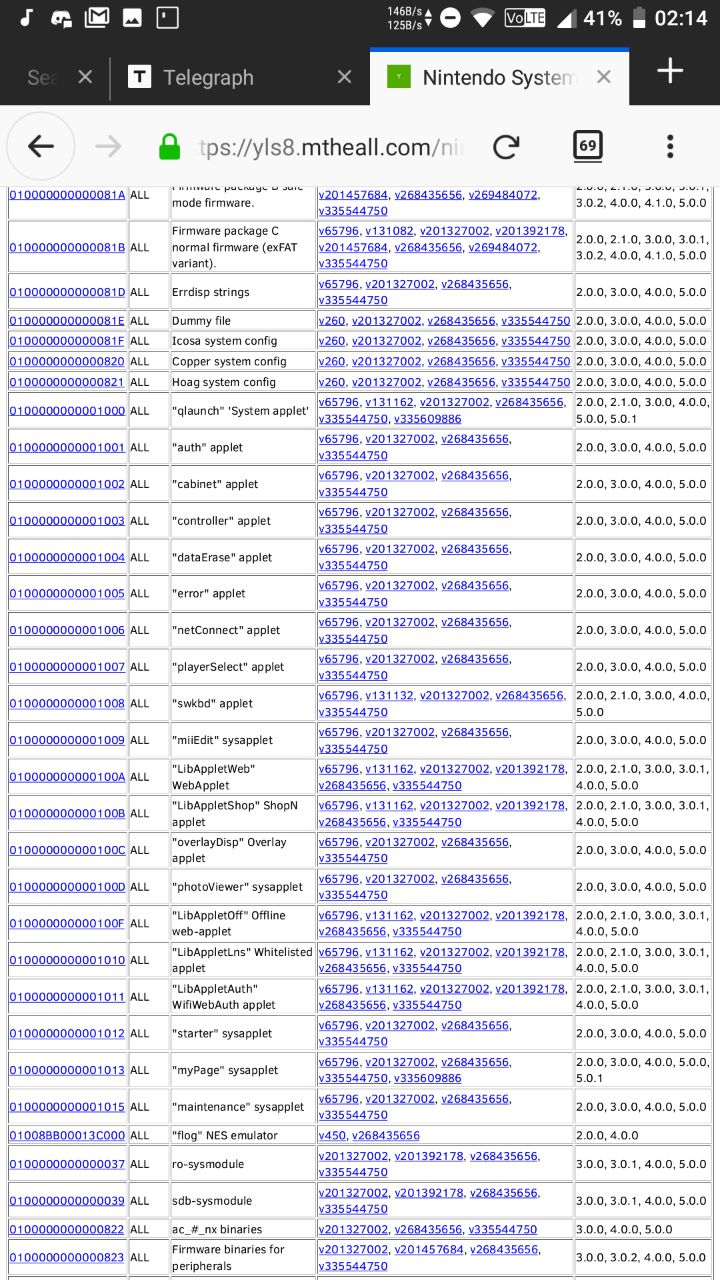 146B/s
125B/s
VoLTE
41%
02:14
Sea
Telegraph
Nintendo System
tps://yls8.mtheall.com/nin
69
010000000000081A ALL Firmware package B safe mode firmware. v201457684, v268435656, v269484072, v335544750 2.0.0, 2.1.0, 3.0.0, 3.0.1, 3.0.2, 4.0.0, 4.1.0, 5.0.0
010000000000081B ALL Firmware package C normal firmware (exFAT variant). v65796, v131082, v201327002, v201392178, v201457684, v268435656, v269484072, v335544750 2.0.0, 2.1.0, 3.0.0, 3.0.1, 3.0.2, 4.0.0, 4.1.0, 5.0.0
010000000000081D ALL Errdisp strings v65796, v201327002, v268435656, v335544750 2.0.0, 3.0.0, 4.0.0, 5.0.0
010000000000081E ALL Dummy file v260, v201327002, v268435656, v335544750 2.0.0, 3.0.0, 4.0.0, 5.0.0
010000000000081F ALL Icosa system config v260, v201327002, v268435656, v335544750 2.0.0, 3.0.0, 4.0.0, 5.0.0
0100000000000820 ALL Copper system config v260, v201327002, v268435656, v335544750 2.0.0, 3.0.0, 4.0.0, 5.0.0
0100000000000821 ALL Hoag system config v260, v201327002, v268435656, v335544750 2.0.0, 3.0.0, 4.0.0, 5.0.0
0100000000001000 ALL "qlaunch" 'System applet' v65796, v131162, v201327002, v268435656, v335544750, v335609886 2.0.0, 2.1.0, 3.0.0, 4.0.0, 5.0.0, 5.0.1
0100000000001001 ALL "auth" applet v65796, v201327002, v268435656, v335544750 2.0.0, 3.0.0, 4.0.0, 5.0.0
0100000000001002 ALL "cabinet" applet v65796, v201327002, v268435656, v335544750 2.0.0, 3.0.0, 4.0.0, 5.0.0
0100000000001003 ALL "controller" applet v65796, v201327002, v268435656, v335544750 2.0.0, 3.0.0, 4.0.0, 5.0.0
0100000000001004 ALL "dataErase" applet v65796, v201327002, v268435656, v335544750 2.0.0, 3.0.0, 4.0.0, 5.0.0
0100000000001005 ALL "error" applet v65796, v201327002, v268435656, v335544750 2.0.0, 3.0.0, 4.0.0, 5.0.0
0100000000001006 ALL "netConnect" applet v65796, v201327002, v268435656, v335544750 2.0.0, 3.0.0, 4.0.0, 5.0.0
0100000000001007 ALL "playerSelect" applet v65796, v201327002, v268435656, v335544750 2.0.0, 3.0.0, 4.0.0, 5.0.0
0100000000001008 ALL "swkbd" applet v65796, v131132, v201327002, v268435656, v335544750 2.0.0, 2.1.0, 3.0.0, 4.0.0, 5.0.0
0100000000001009 ALL "miiEdit" sysapplet v65796, v201327002, v268435656, v335544750 2.0.0, 3.0.0, 4.0.0, 5.0.0
010000000000100A ALL "LibAppletWeb" WebApplet v65796, v131162, v201327002, v201392178, v268435656, v335544750 2.0.0, 2.1.0, 3.0.0, 3.0.1, 4.0.0, 5.0.0
010000000000100B ALL "LibAppletShop" ShopN applet v65796, v131162, v201327002, v201392178, v268435656, v335544750 2.0.0, 2.1.0, 3.0.0, 3.0.1, 4.0.0, 5.0.0
010000000000100C ALL "overlayDisp" Overlay applet v65796, v201327002, v268435656, v335544750 2.0.0, 3.0.0, 4.0.0, 5.0.0
010000000000100D ALL "photoViewer" sysapplet v65796, v201327002, v268435656, v335544750 2.0.0, 3.0.0, 4.0.0, 5.0.0
010000000000100F ALL "LibAppletOff" Offline web-applet v65796, v131162, v201327002, v201392178, v268435656, v335544750 2.0.0, 2.1.0, 3.0.0, 3.0.1, 4.0.0, 5.0.0
0100000000001010 ALL "LibAppletLns" Whitelisted applet v65796, v131162, v201327002, v201392178, v268435656, v335544750 2.0.0, 2.1.0, 3.0.0, 3.0.1, 4.0.0, 5.0.0
0100000000001011 ALL "LibAppletAuth" WifiWebAuth applet v65796, v131162, v201327002, v201392178, v268435656, v335544750 2.0.0, 2.1.0, 3.0.0, 3.0.1, 4.0.0, 5.0.0
0100000000001012 ALL "starter" sysapplet v65796, v201327002, v268435656, v335544750 2.0.0, 3.0.0, 4.0.0, 5.0.0
0100000000001013 ALL "myPage" sysapplet v65796, v201327002, v268435656, v335544750, v335609886 2.0.0, 3.0.0, 4.0.0, 5.0.0, 5.0.1
0100000000001015 ALL "maintenance" sysapplet v65796, v201327002, v268435656, v335544750 2.0.0, 3.0.0, 4.0.0, 5.0.0
01008BB00013C000 ALL "flog" NES emulator v450, v268435656 2.0.0, 4.0.0
0100000000000037 ALL ro-sysmodule v201327002, v201392178, v268435656, v335544750 3.0.0, 3.0.1, 4.0.0, 5.0.0
0100000000000039 ALL sdb-sysmodule v201327002, v201392178, v268435656, v335544750 3.0.0, 3.0.1, 4.0.0, 5.0.0
0100000000000822 ALL ac_#_nx binaries v201327002, v268435656, v335544750 3.0.0, 4.0.0, 5.0.0
0100000000000823 ALL Firmware binaries for peripherals v201327002, v201457684, v268435656, v335544750 3.0.0, 3.0.2, 4.0.0, 5.0.0